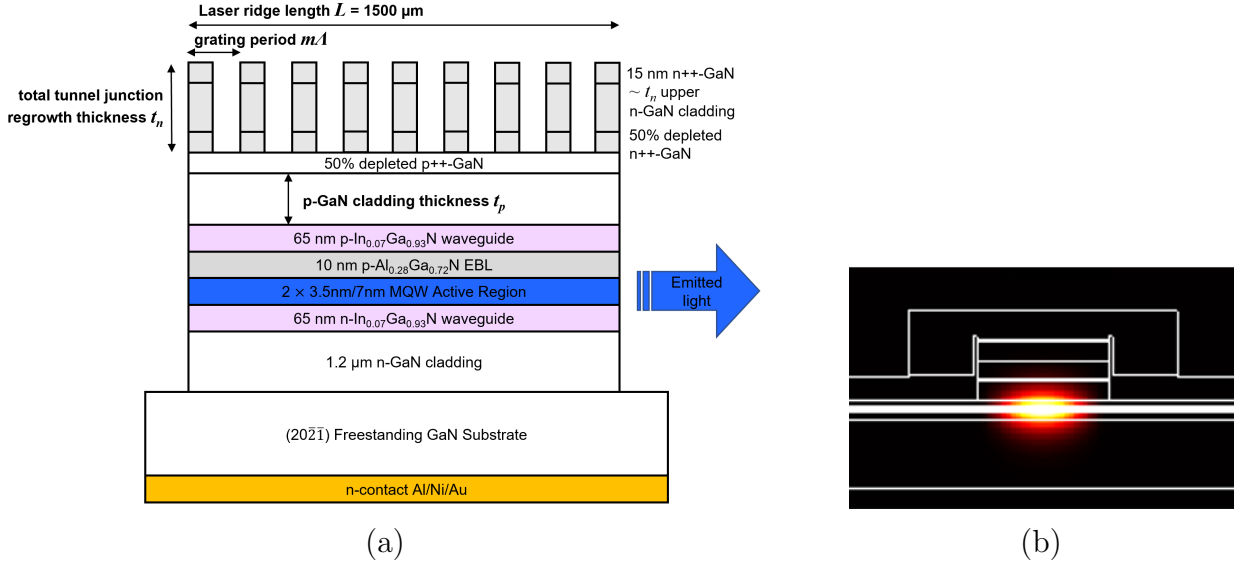 Laser ridge length L = 1500 μm
grating period mΛ
total tunnel junction
regrowth thickness tₙ
15 nm n++-GaN
~ tₙ upper
n-GaN cladding
50% depleted
n++-GaN
50% depleted p++-GaN
p-GaN cladding thickness tₚ
65 nm p-In₀.₀₇Ga₀.₉₃N waveguide
10 nm p-Al₀.₂₈Ga₀.₇₂N EBL
2 × 3.5nm/7nm MQW Active Region
65 nm n-In₀.₀₇Ga₀.₉₃N waveguide
Emitted
light
1.2 μm n-GaN cladding
(202̅1̅) Freestanding GaN Substrate
n-contact Al/Ni/Au
(a)
(b)